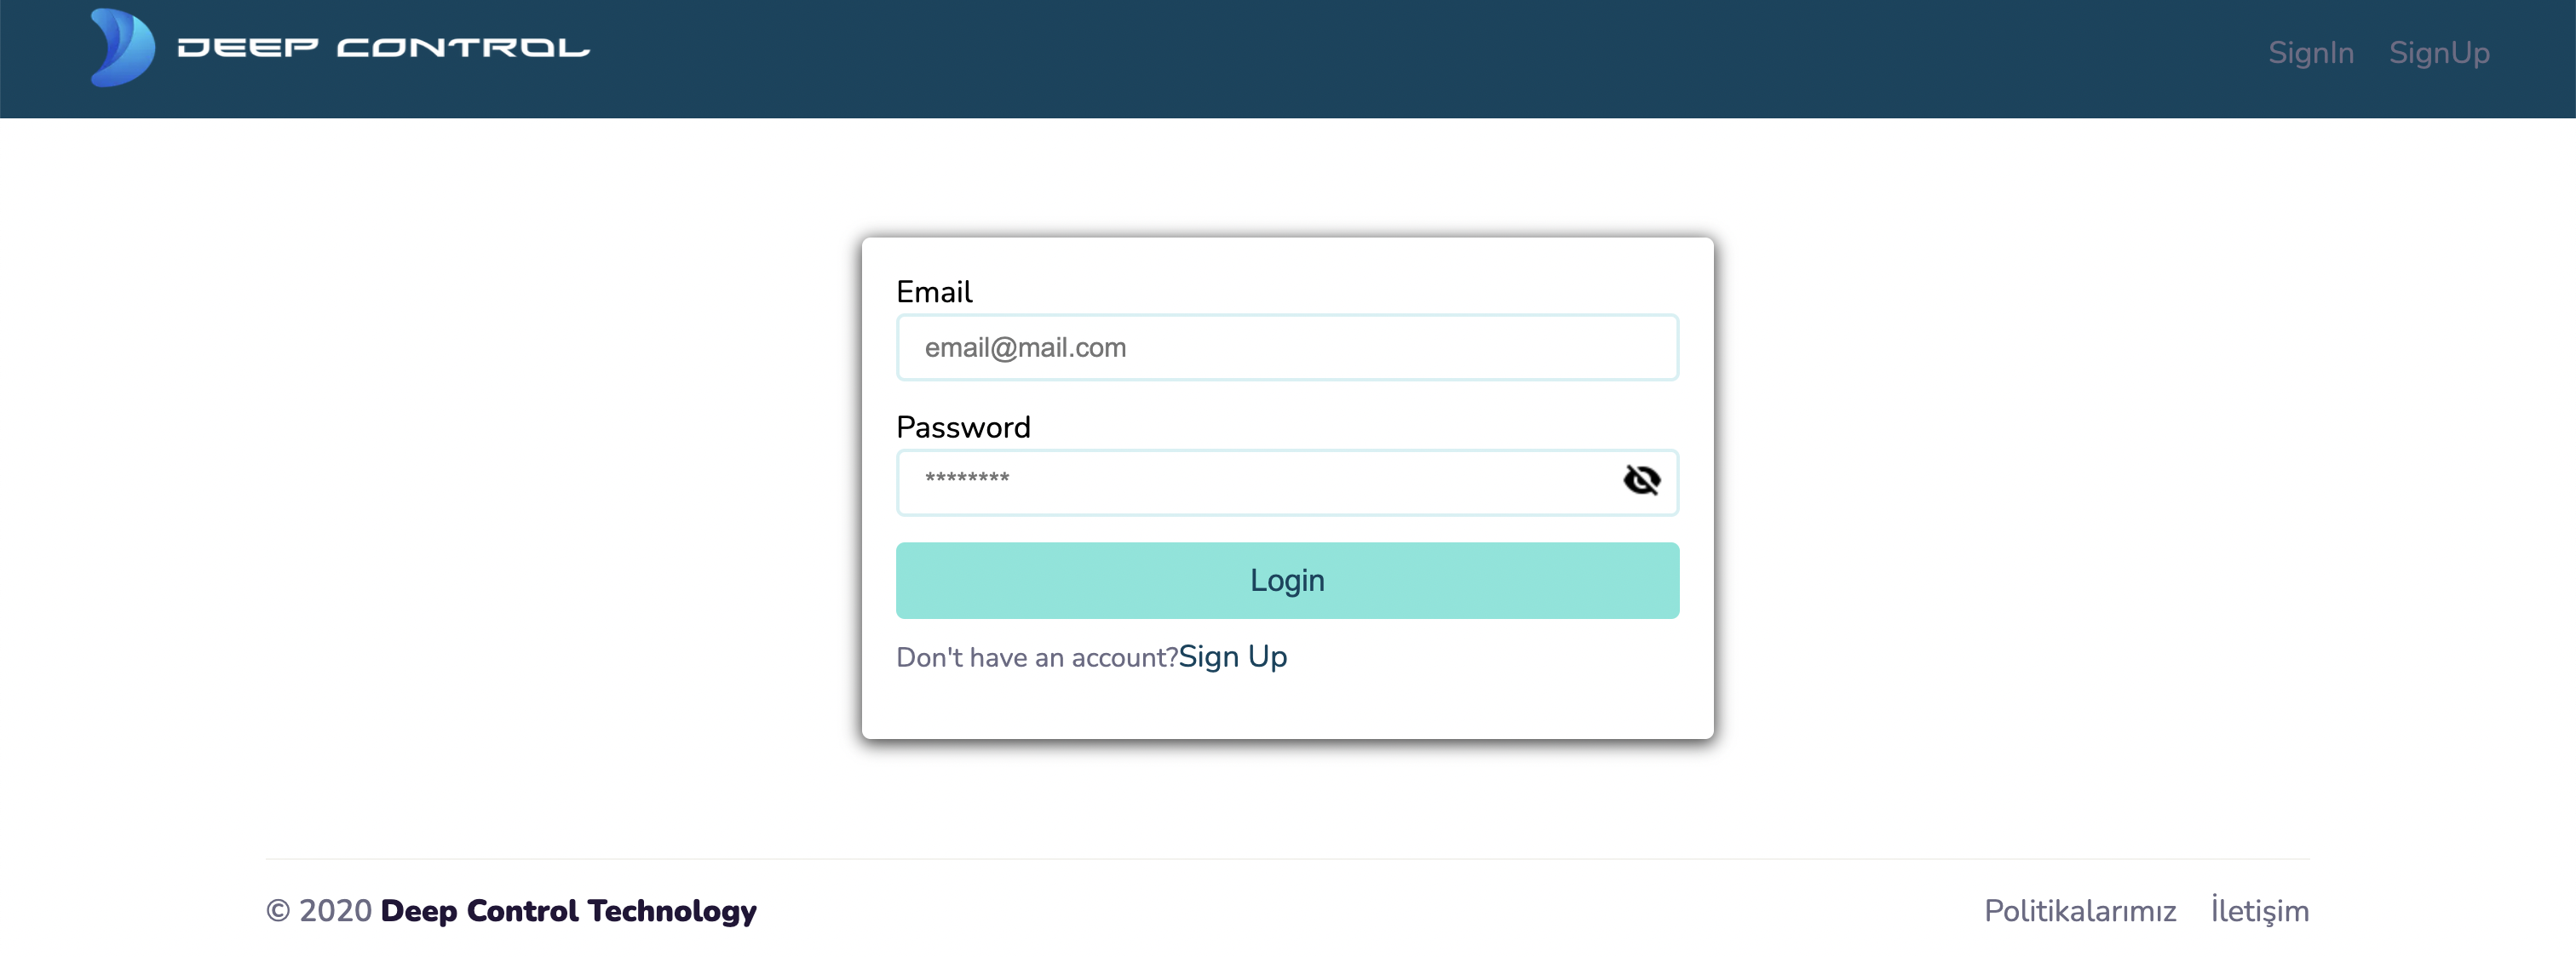 DEEP CONTROL
SignIn SignUp
Email
email@mail.com
Password
********
Login
Don't have an account?Sign Up
© 2020 Deep Control Technology
Politikalarımız İletişim